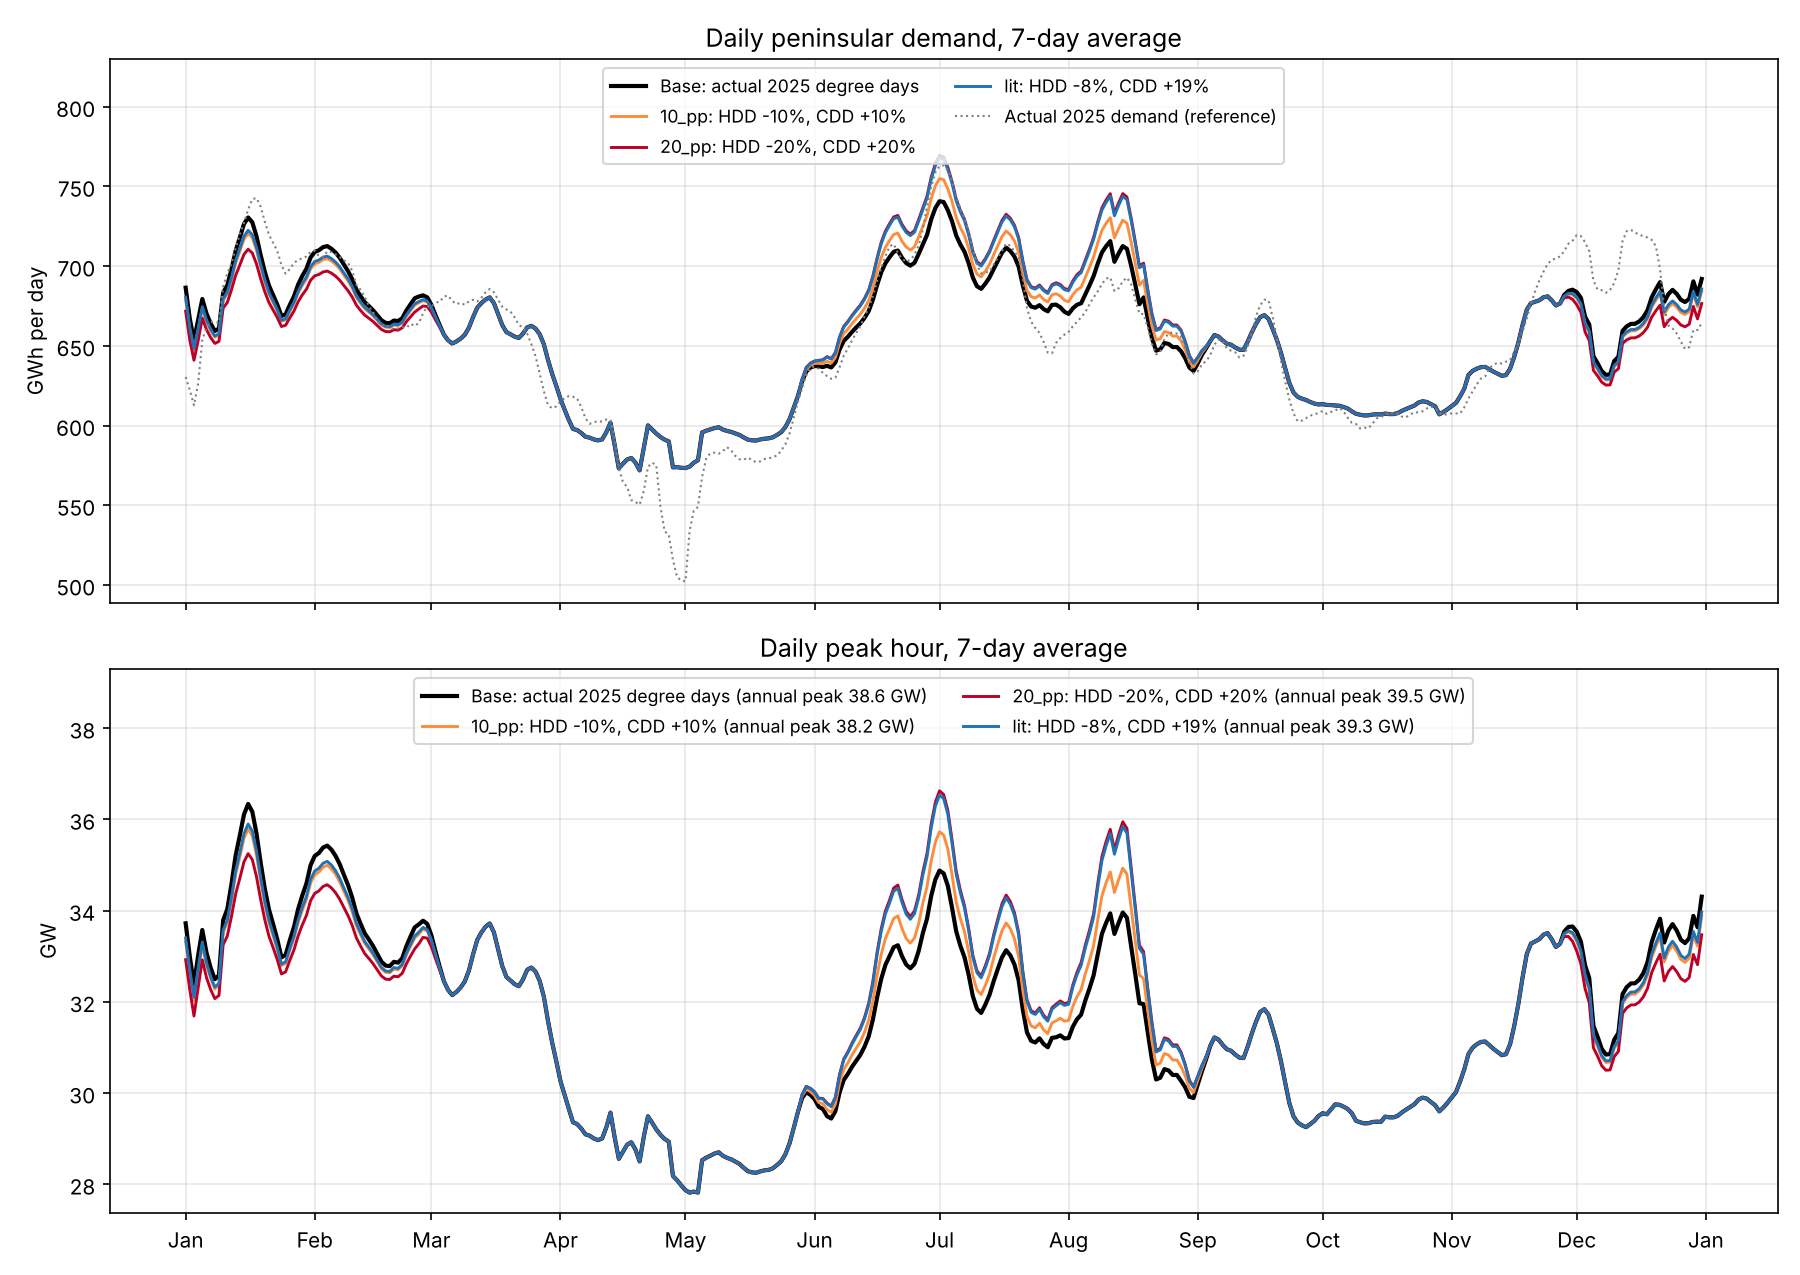 Daily peninsular demand, 7-day average
Base: actual 2025 degree days
10_pp: HDD -10%, CDD +10%
20_pp: HDD -20%, CDD +20%
lit: HDD -8%, CDD +19%
Actual 2025 demand (reference)
GWh per day
800
750
700
650
600
550
500
Daily peak hour, 7-day average
Base: actual 2025 degree days (annual peak 38.6 GW)
10_pp: HDD -10%, CDD +10% (annual peak 38.2 GW)
20_pp: HDD -20%, CDD +20% (annual peak 39.5 GW)
lit: HDD -8%, CDD +19% (annual peak 39.3 GW)
GW
38
36
34
32
30
28
Jan Feb Mar Apr May Jun Jul Aug Sep Oct Nov Dec Jan